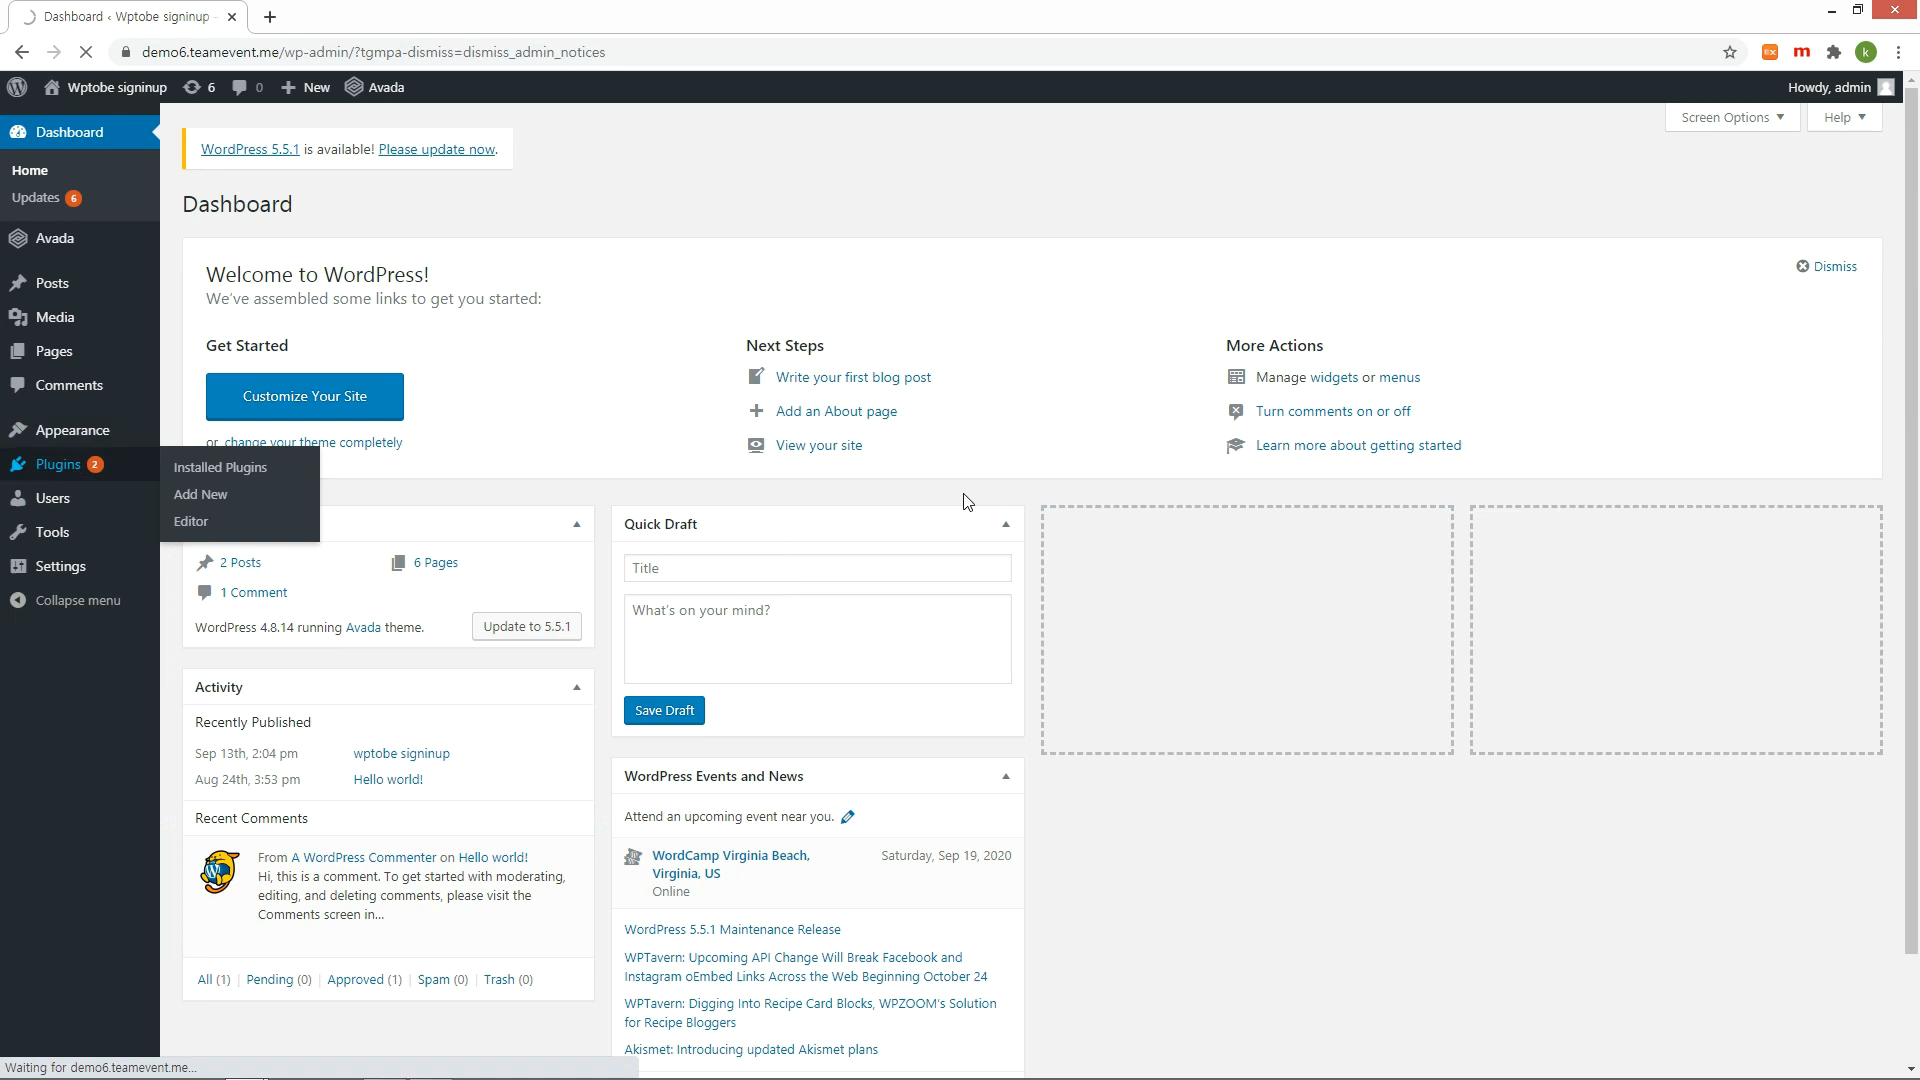 Dashboard ‹ Wptobe signinup
demo6.teamevent.me/wp-admin/?tgmpa-dismiss=dismiss_admin_notices
EX
m
k
Wptobe signinup
6
0
New
Avada
Howdy, admin
Dashboard
Home
Updates 6
Avada
Posts
Media
Pages
Comments
Appearance
Plugins 2
Users
Tools
Settings
Collapse menu
Installed Plugins
Add New
Editor
Screen Options
Help
WordPress 5.5.1 is available! Please update now.
Dashboard
Welcome to WordPress!
We've assembled some links to get you started:
Dismiss
Get Started
Customize Your Site
or change your theme completely
Next Steps
Write your first blog post
Add an About page
View your site
More Actions
Manage widgets or menus
Turn comments on or off
Learn more about getting started
2 Posts
6 Pages
1 Comment
WordPress 4.8.14 running Avada theme.
Update to 5.5.1
Activity
Recently Published
Sep 13th, 2:04 pm wptobe signinup
Aug 24th, 3:53 pm Hello world!
Recent Comments
From A WordPress Commenter on Hello world!
Hi, this is a comment. To get started with moderating,
editing, and deleting comments, please visit the
Comments screen in...
All (1) | Pending (0) | Approved (1) | Spam (0) | Trash (0)
Quick Draft
Title
What's on your mind?
Save Draft
WordPress Events and News
Attend an upcoming event near you.
WordCamp Virginia Beach, Saturday, Sep 19, 2020
Virginia, US
Online
WordPress 5.5.1 Maintenance Release
WPTavern: Upcoming API Change Will Break Facebook and
Instagram oEmbed Links Across the Web Beginning October 24
WPTavern: Digging Into Recipe Card Blocks, WPZOOM's Solution
for Recipe Bloggers
Akismet: Introducing updated Akismet plans
Waiting for demo6.teamevent.me...